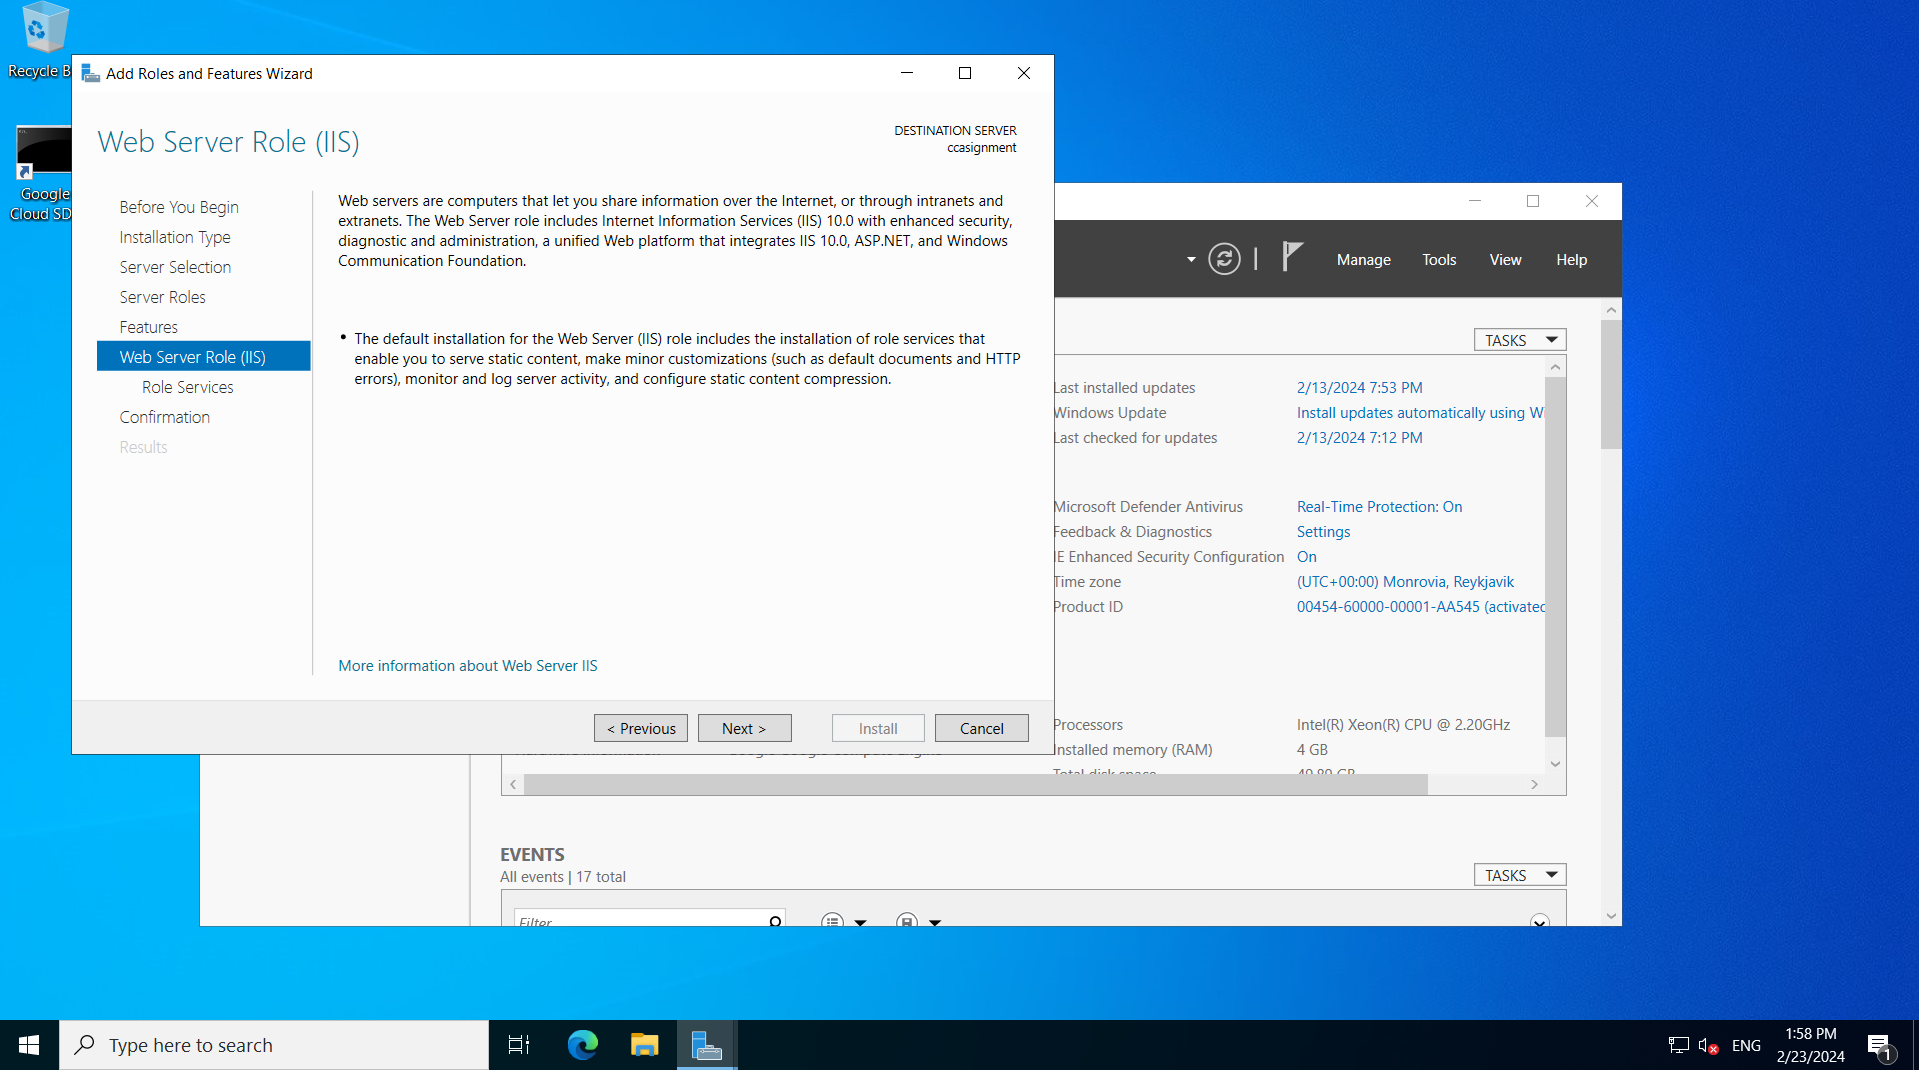 Recycle B
Google
Cloud SD
Add Roles and Features Wizard
Web Server Role (IIS)
DESTINATION SERVER
ccasignment
Before You Begin
Installation Type
Server Selection
Server Roles
Features
Web Server Role (IIS)
Role Services
Confirmation
Results
Web servers are computers that let you share information over the Internet, or through intranets and
extranets. The Web Server role includes Internet Information Services (IIS) 10.0 with enhanced security,
diagnostic and administration, a unified Web platform that integrates IIS 10.0, ASP.NET, and Windows
Communication Foundation.
• The default installation for the Web Server (IIS) role includes the installation of role services that
enable you to serve static content, make minor customizations (such as default documents and HTTP
errors), monitor and log server activity, and configure static content compression.
More information about Web Server IIS
< Previous
Next >
Install
Cancel
Manage
Tools
View
Help
TASKS
Last installed updates 2/13/2024 7:53 PM
Windows Update Install updates automatically using Wi
Last checked for updates 2/13/2024 7:12 PM
Microsoft Defender Antivirus Real-Time Protection: On
Feedback & Diagnostics Settings
IE Enhanced Security Configuration On
Time zone (UTC+00:00) Monrovia, Reykjavik
Product ID 00454-60000-00001-AA545 (activated
Processors Intel(R) Xeon(R) CPU @ 2.20GHz
Installed memory (RAM) 4 GB
Total disk space 49.89 GB
EVENTS
All events | 17 total
TASKS
Filter
Type here to search
ENG
1:58 PM
2/23/2024
1